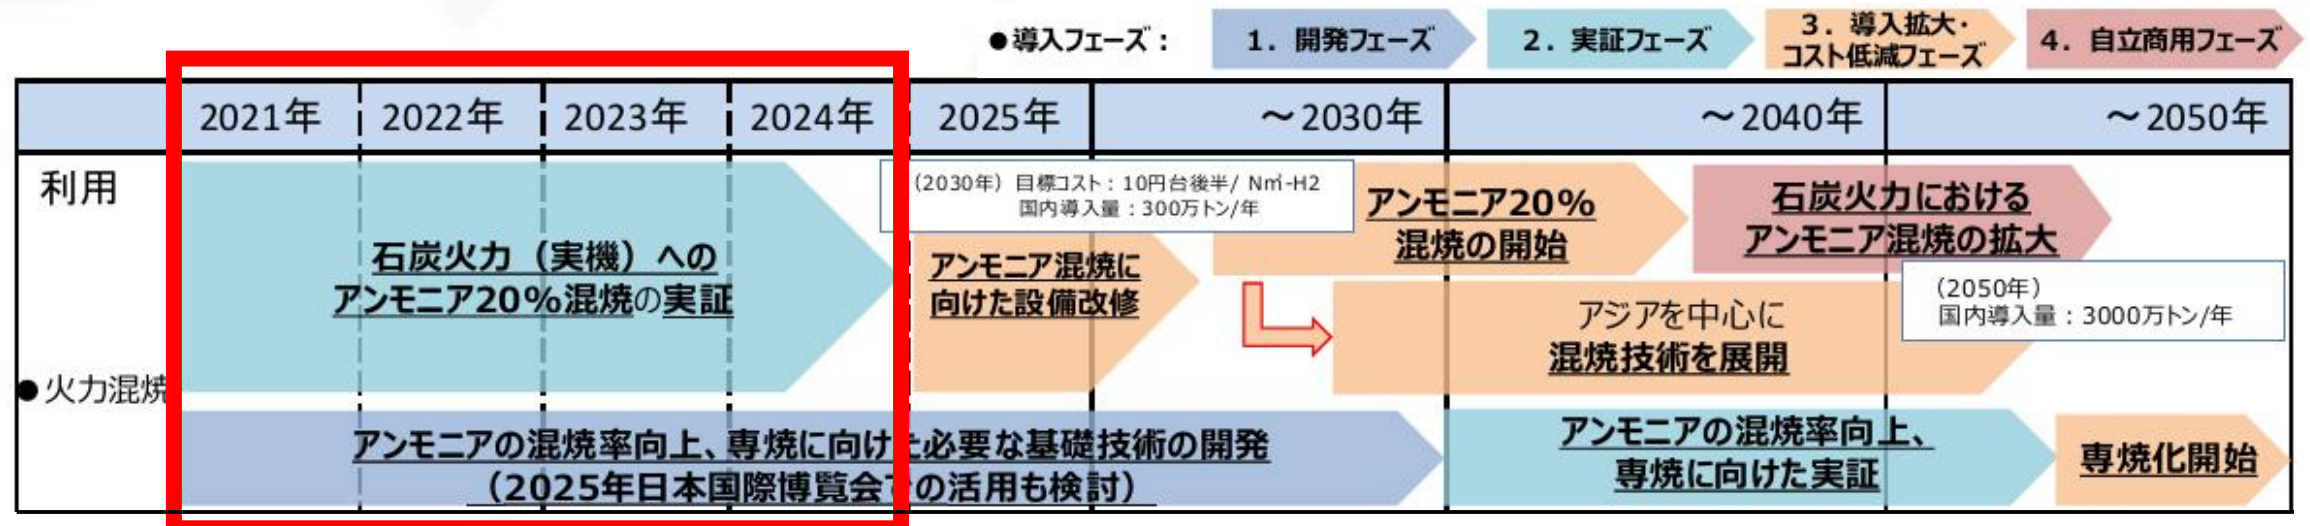 ●導入フェーズ：
1．開発フェーズ
2．実証フェーズ
3．導入拡大・
コスト低減フェーズ
4．自立商用フェーズ
2021年
2022年
2023年
2024年
2025年
～2030年
～2040年
～2050年
利用
●火力混焼
石炭火力（実機）への
アンモニア20％混焼の実証
（2030年）目標コスト：10円台後半/ Nm³-H2
国内導入量：300万トン/年
アンモニア混焼に
向けた設備改修
アンモニア20％
混焼の開始
石炭火力における
アンモニア混焼の拡大
アジアを中心に
混焼技術を展開
（2050年）
国内導入量：3000万トン/年
アンモニアの混焼率向上、専焼に向けた必要な基礎技術の開発
（2025年日本国際博覧会での活用も検討）
アンモニアの混焼率向上、
専焼に向けた実証
専焼化開始